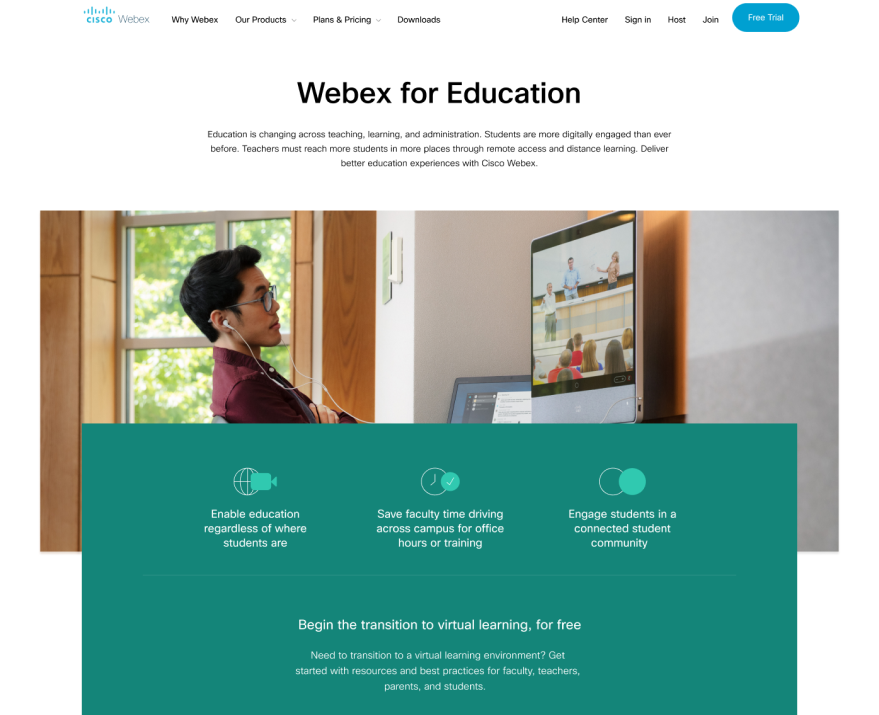 CISCO Webex
Why Webex
Our Products
Plans & Pricing
Downloads
Help Center
Sign in
Host
Join
Free Trial
Webex for Education
Education is changing across teaching, learning, and administration. Students are more digitally engaged than ever
before. Teachers must reach more students in more places through remote access and distance learning. Deliver
better education experiences with Cisco Webex.
Enable education
regardless of where
students are
Save faculty time driving
across campus for office
hours or training
Engage students in a
connected student
community
Begin the transition to virtual learning, for free
Need to transition to a virtual learning environment? Get
started with resources and best practices for faculty, teachers,
parents, and students.